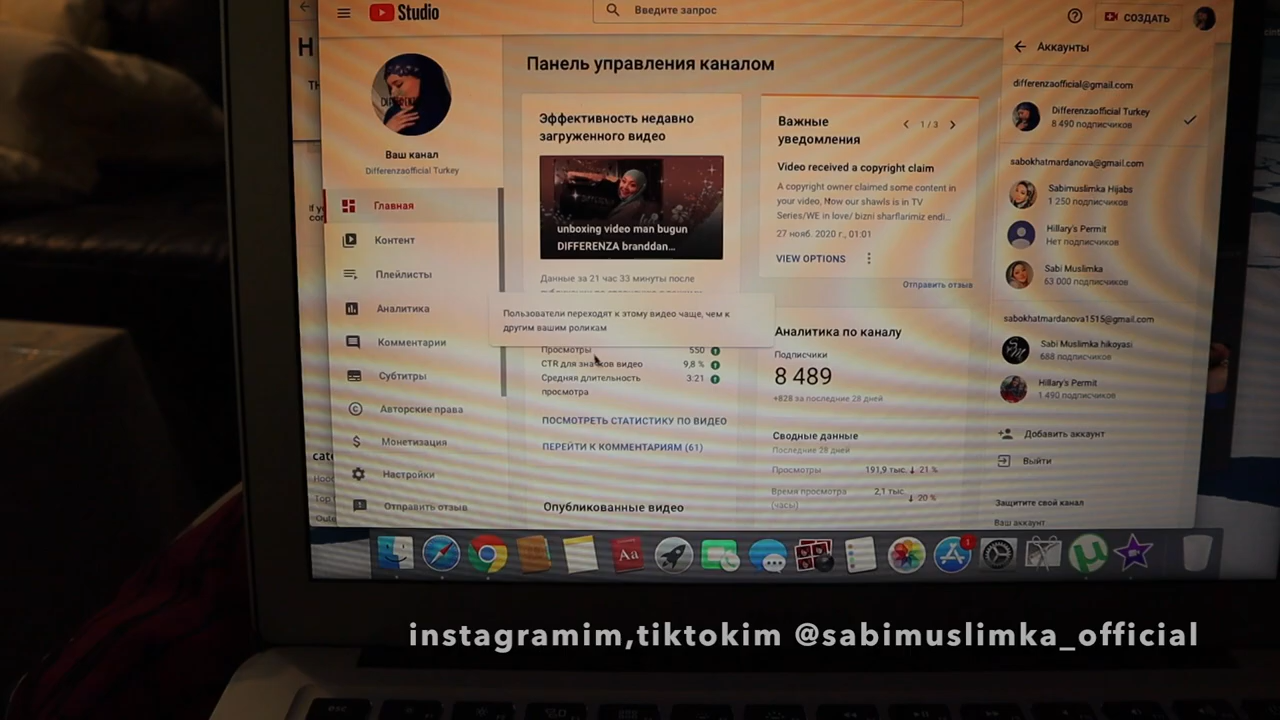 Studio
Введите запрос
СОЗДАТЬ
Ваш канал
Differenzaofficial Turkey
Главная
Контент
Плейлисты
Аналитика
Комментарии
Субтитры
Авторские права
Монетизация
Настройки
Отправить отзыв
Панель управления каналом
Эффективность недавно
загруженного видео
unboxing video man bugun
DIFFERENZA branddan...
Данные за 21 час 33 минуты после
Пользователи переходят к этому видео чаще, чем к
другим вашим роликам
Просмотры 550
CTR для значков видео 9,8 %
Средняя длительность 3:21
просмотра
ПОСМОТРЕТЬ СТАТИСТИКУ ПО ВИДЕО
ПЕРЕЙТИ К КОММЕНТАРИЯМ (61)
Опубликованные видео
Важные
уведомления
1 / 3
Video received a copyright claim
A copyright owner claimed some content in
your video, Now our shawls is in TV
Series/WE in love/ bizni sharflarimiz endi...
27 нояб. 2020 г., 01:01
VIEW OPTIONS
Отправить отзыв
Аналитика по каналу
Подписчики
8 489
+828 за последние 28 дней
Сводные данные
Последние 28 дней
Просмотры 191,9 тыс. ↓ 21 %
Время просмотра 2,1 тыс. ↓ 20 %
(часы)
Аккаунты
differenzaofficial@gmail.com
Differenzaofficial Turkey
8 490 подписчиков
sabokhatmardanova@gmail.com
Sabimuslimka Hijabs
1 250 подписчиков
Hillary's Permit
Нет подписчиков
Sabi Muslimka
63 000 подписчиков
sabokhatmardanova1515@gmail.com
Sabi Muslimka hikoyasi
688 подписчиков
Hillary's Permit
1 490 подписчиков
Добавить аккаунт
Выйти
Защитите свой канал
Ваш аккаунт
Aa
1
instagramim,tiktokim @sabimuslimka_official
esc